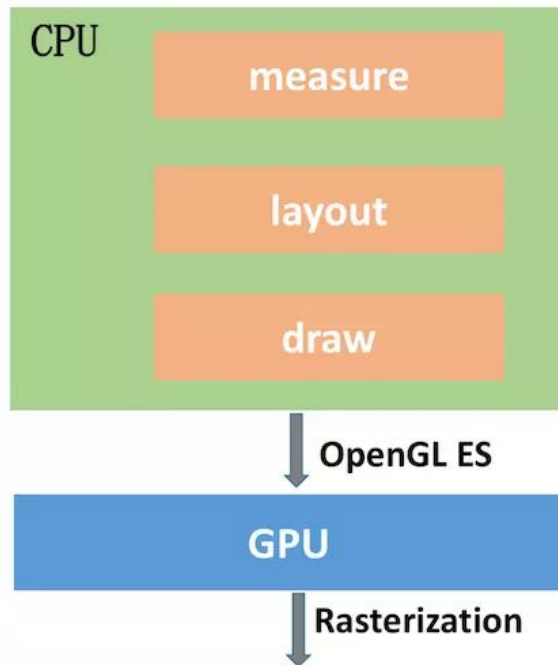 CPU
measure
layout
draw
OpenGL ES
GPU
Rasterization